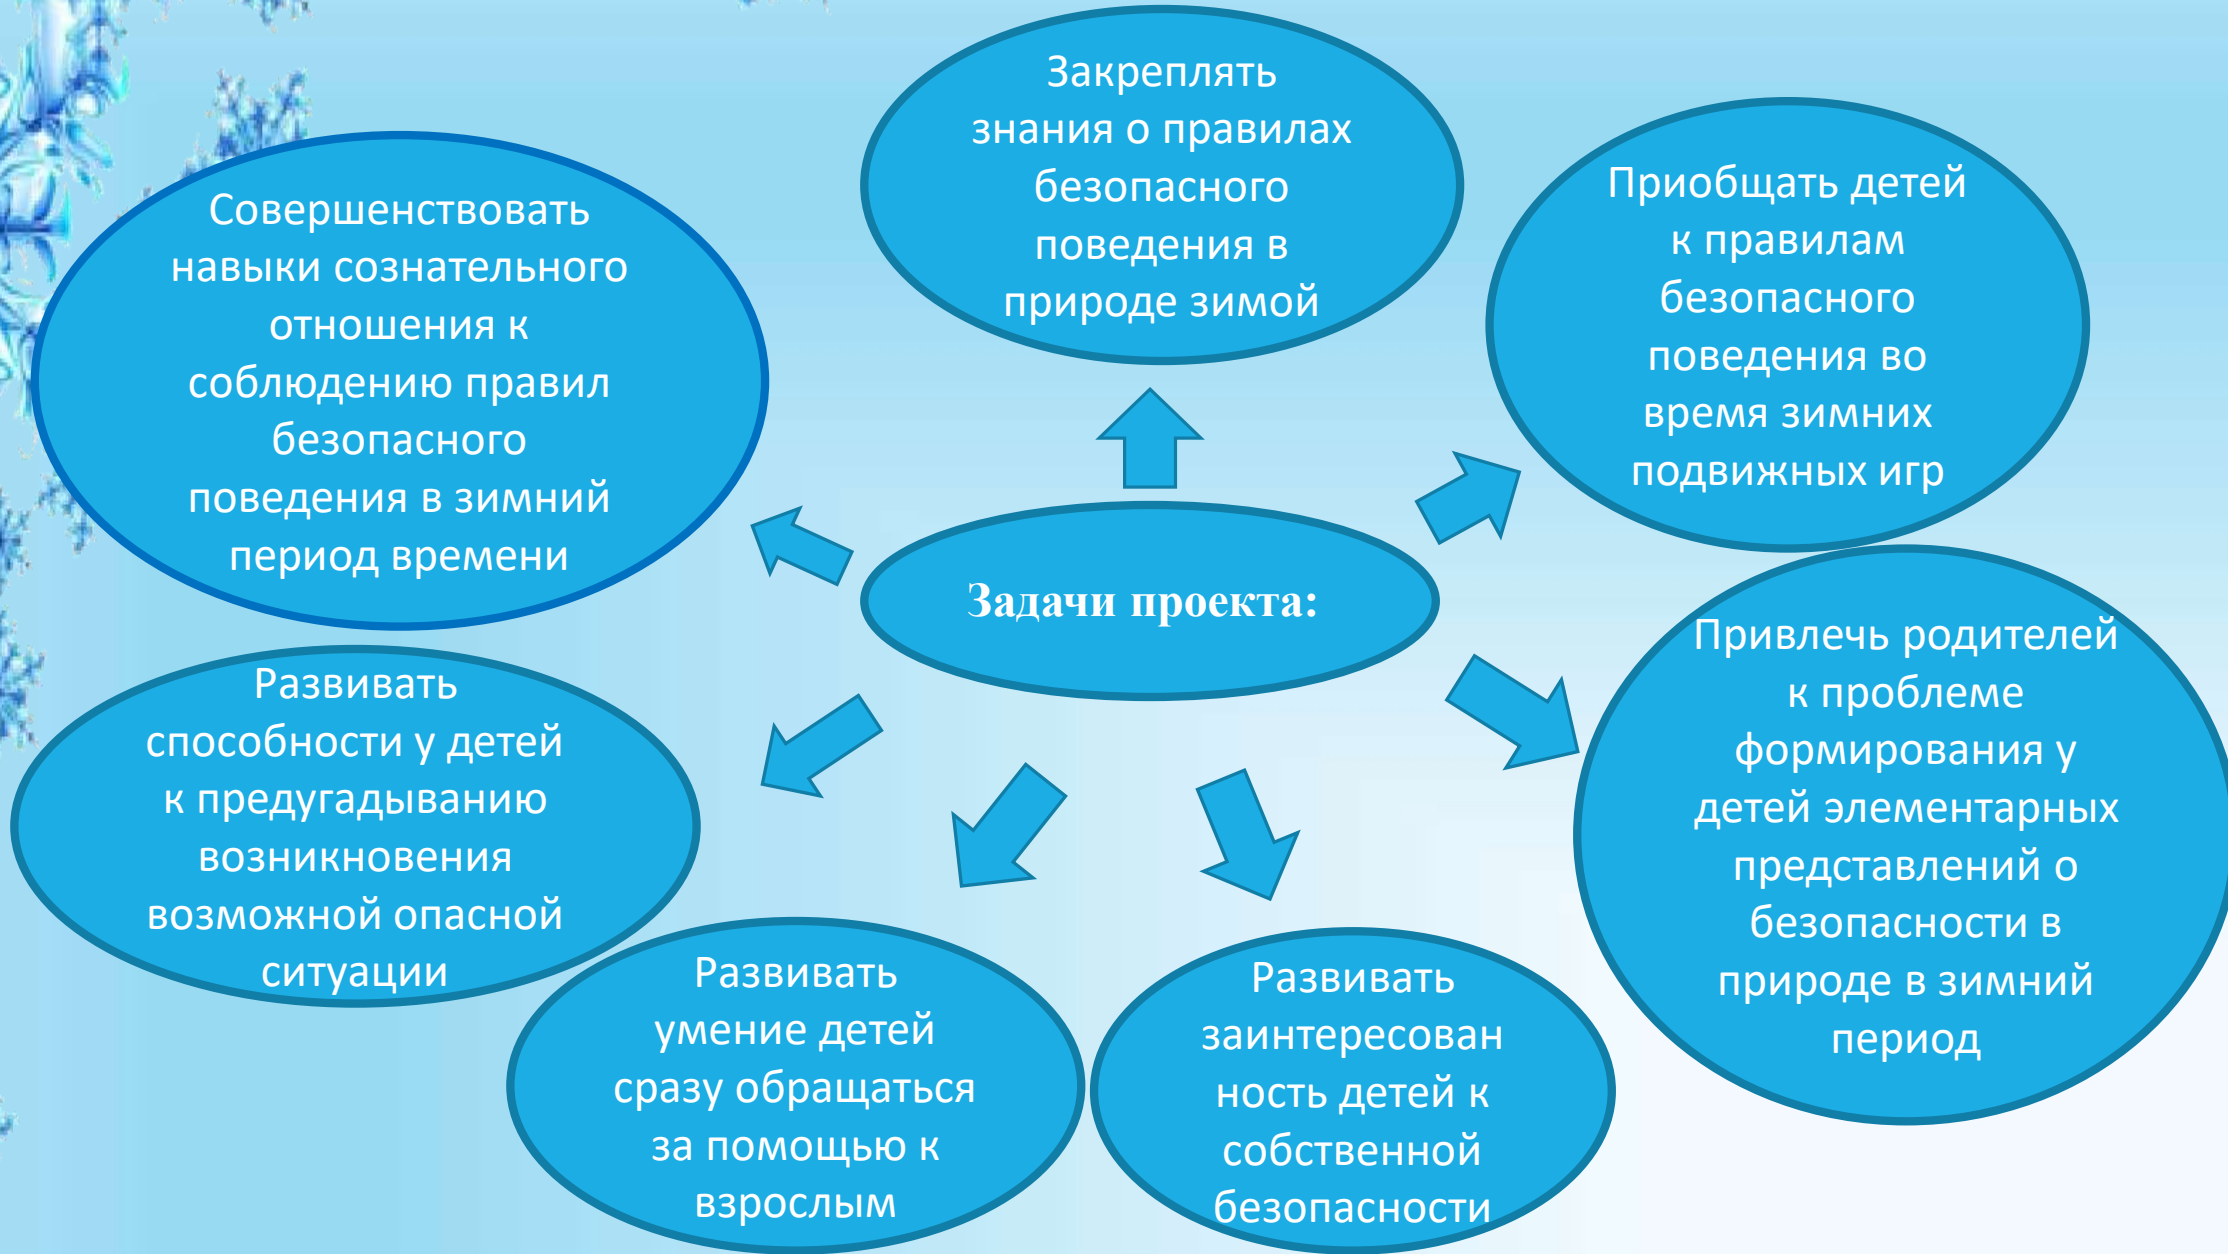 Закреплять
знания о правилах
безопасного
поведения в
природе зимой
Приобщать детей
к правилам
безопасного
поведения во
время зимних
подвижных игр
Совершенствовать
навыки сознательного
отношения к
соблюдению правил
безопасного
поведения в зимний
период времени
Задачи проекта:
Привлечь родителей
к проблеме
формирования у
детей элементарных
представлений о
безопасности в
природе в зимний
период
Развивать
способности у детей
к предугадыванию
возникновения
возможной опасной
ситуации
Развивать
умение детей
сразу обращаться
за помощью к
взрослым
Развивать
заинтересован
ность детей к
собственной
безопасности